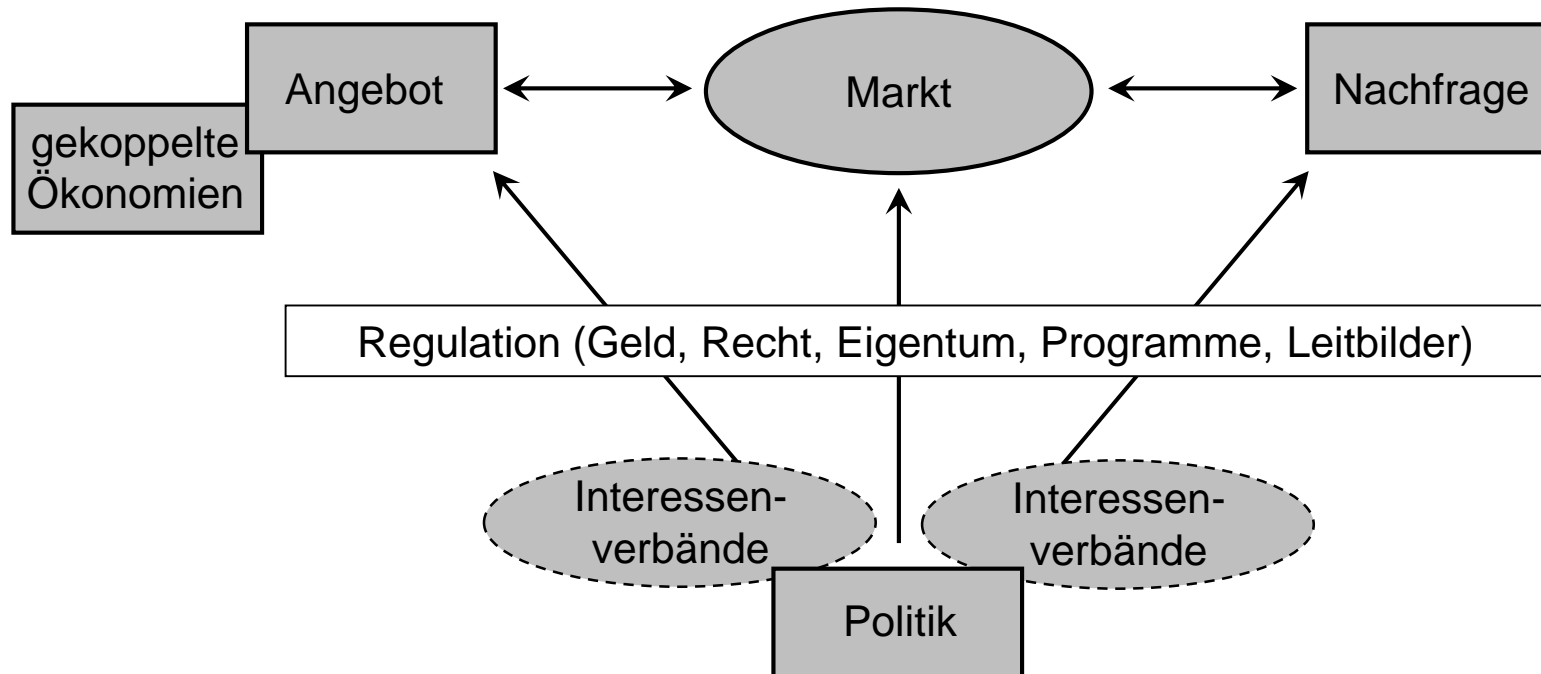 Angebot
Markt
Nachfrage
gekoppelte
Ökonomien
Regulation (Geld, Recht, Eigentum, Programme, Leitbilder)
Interessen-
verbände
Interessen-
verbände
Politik